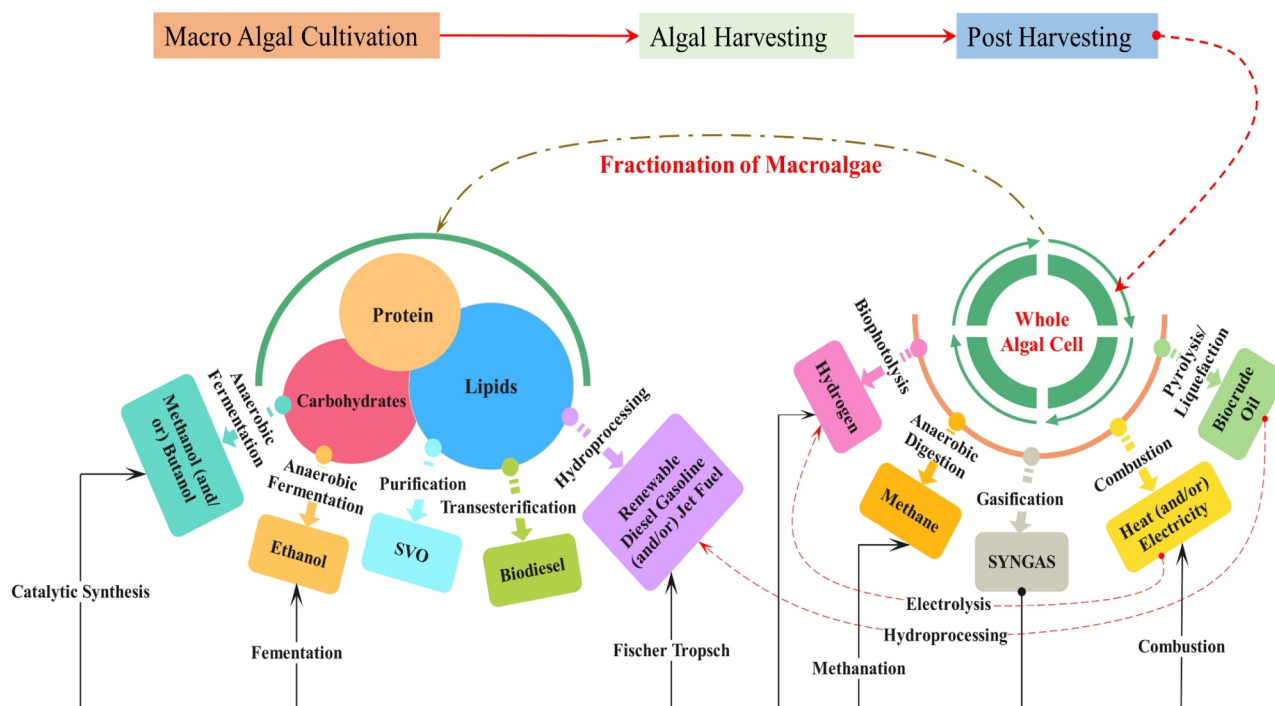 Macro Algal Cultivation
Algal Harvesting
Post Harvesting
Fractionation of Macroalgae
Protein
Carbohydrates
Lipids
Anaerobic
Fermentation
Methanol (and/
or) Butanol
Anaerobic
Fermentation
Ethanol
Purification
SVO
Transesterification
Biodiesel
Hydroprocessing
Renewable
Diesel Gasoline
(and/or) Jet Fuel
Whole
Algal Cell
Biophotolysis
Hydrogen
Anaerobic
Digestion
Methane
Gasification
SYNGAS
Combustion
Heat (and/or)
Electricity
Pyrolysis/
Liquefaction
Biocrude
Oil
Catalytic Synthesis
Fementation
Fischer Tropsch
Electrolysis
Hydroprocessing
Methanation
Combustion